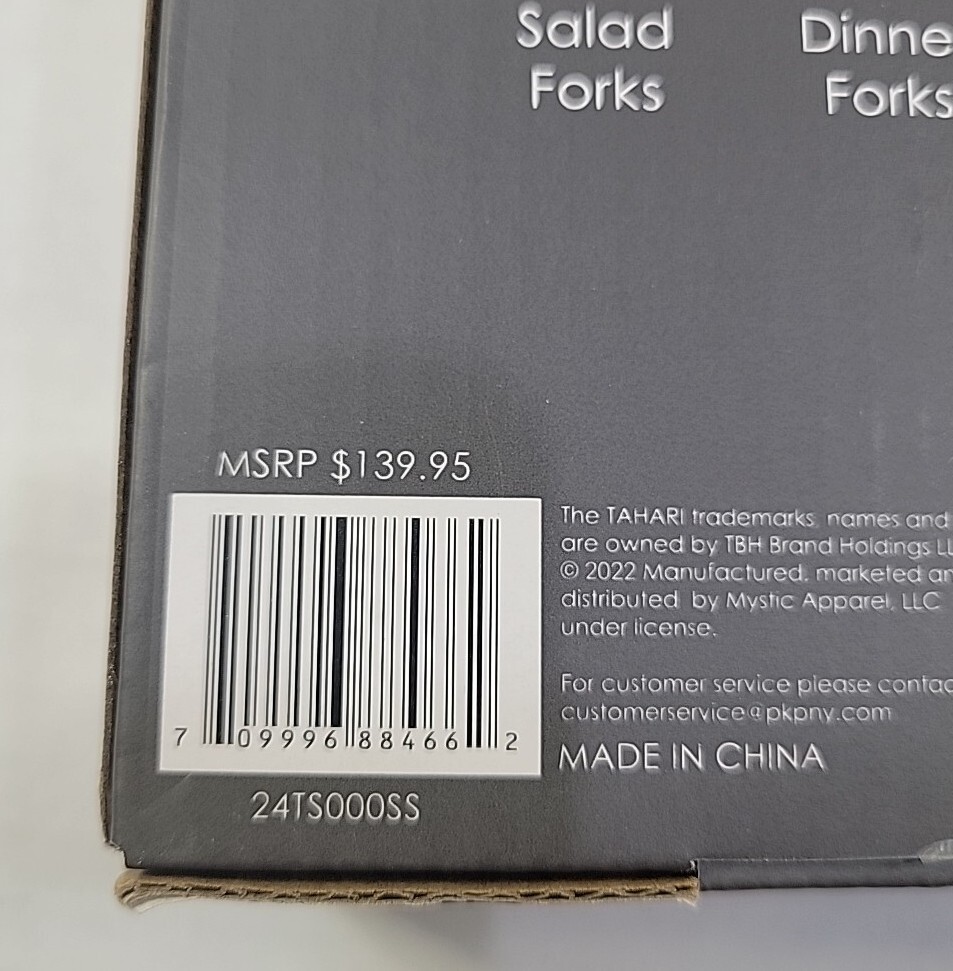 Salad Dinne
Forks Forks
MSRP $139.95
The TAHARI trademarks, names and
are owned by TBH Brand Holdings LL
© 2022 Manufactured, marketed an
distributed by Mystic Apparel, LLC
under license.
For customer service please contac
customerservice@pkpny.com
MADE IN CHINA
7 09996 88466 2
24TS000SS